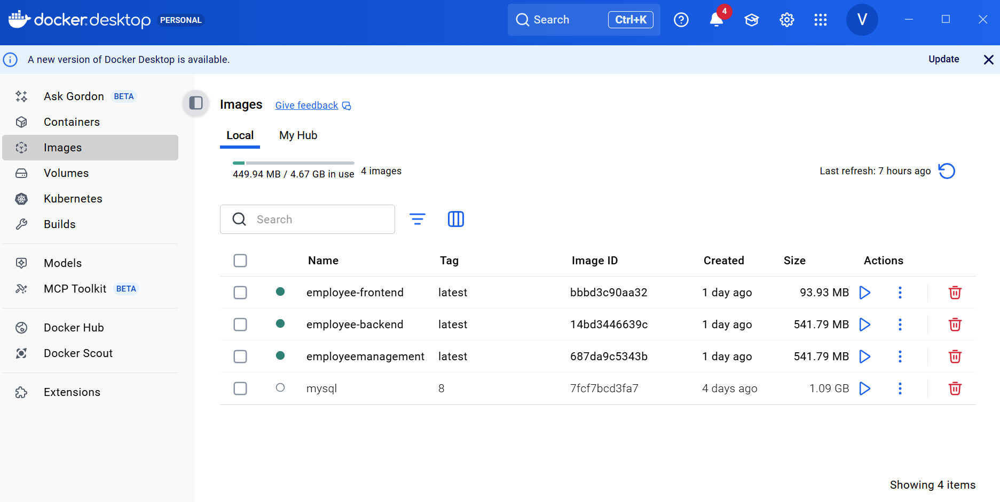 docker desktop PERSONAL Search Ctrl+K 4 V
A new version of Docker Desktop is available. Update
Ask Gordon BETA
Containers
Images
Volumes
Kubernetes
Builds
Models
MCP Toolkit BETA
Docker Hub
Docker Scout
Extensions
Images Give feedback
Local My Hub
449.94 MB / 4.67 GB in use 4 images Last refresh: 7 hours ago
Search
Name Tag Image ID Created Size Actions
employee-frontend latest bbbd3c90aa32 1 day ago 93.93 MB
employee-backend latest 14bd3446639c 1 day ago 541.79 MB
employeemanagement latest 687da9c5343b 1 day ago 541.79 MB
mysql 8 7fcf7bcd3fa7 4 days ago 1.09 GB
Showing 4 items